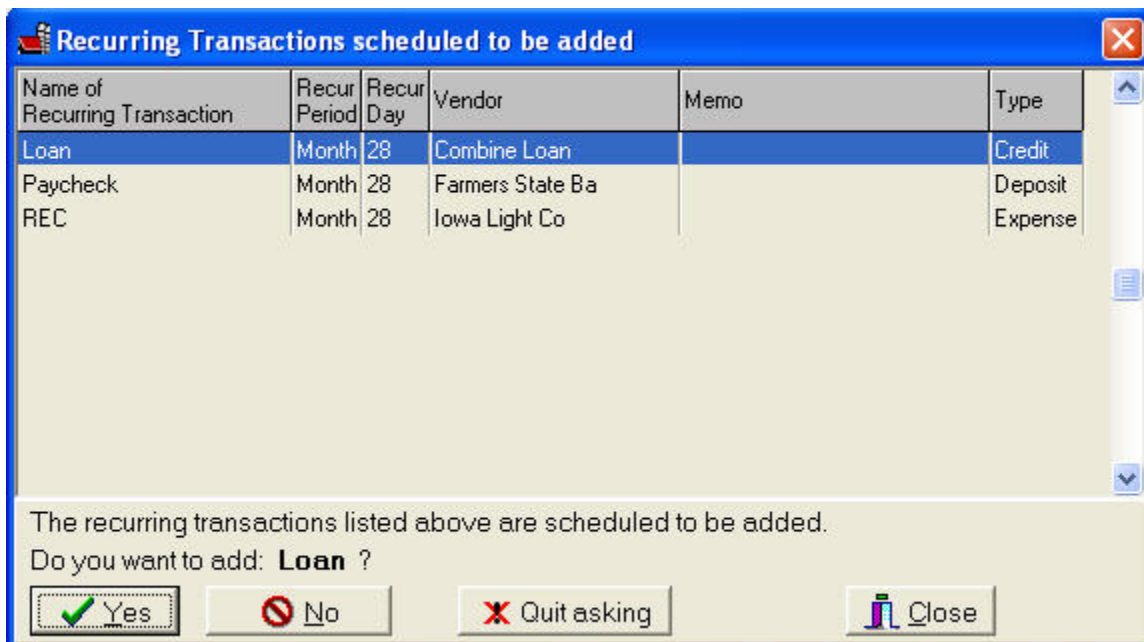 Recurring Transactions scheduled to be added
Name of Recurring Transaction Recur Period Recur Day Vendor Memo Type
Loan Month 28 Combine Loan Credit
Paycheck Month 28 Farmers State Ba Deposit
REC Month 28 Iowa Light Co Expense
The recurring transactions listed above are scheduled to be added.
Do you want to add: Loan ?
Yes No Quit asking Close